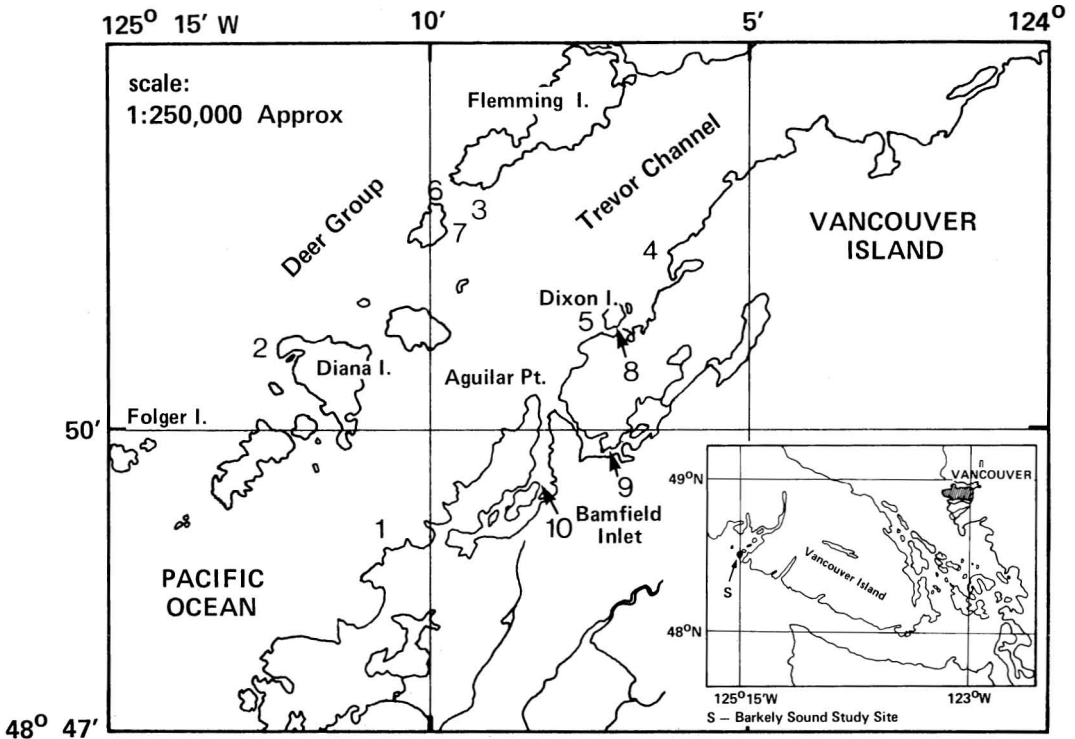 125° 15' W
10'
5'
124°
scale:
1:250,000 Approx
Flemming I.
Trevor Channel
Deer Group
VANCOUVER
ISLAND
6
3
7
4
Dixon I.
5
8
2
Diana I.
Aguilar Pt.
Folger I.
50'
9
10
Bamfield
Inlet
1
PACIFIC
OCEAN
48° 47'
49°N
VANCOUVER
Vancouver Island
S
48°N
125°15'W
123°W
S – Barkely Sound Study Site